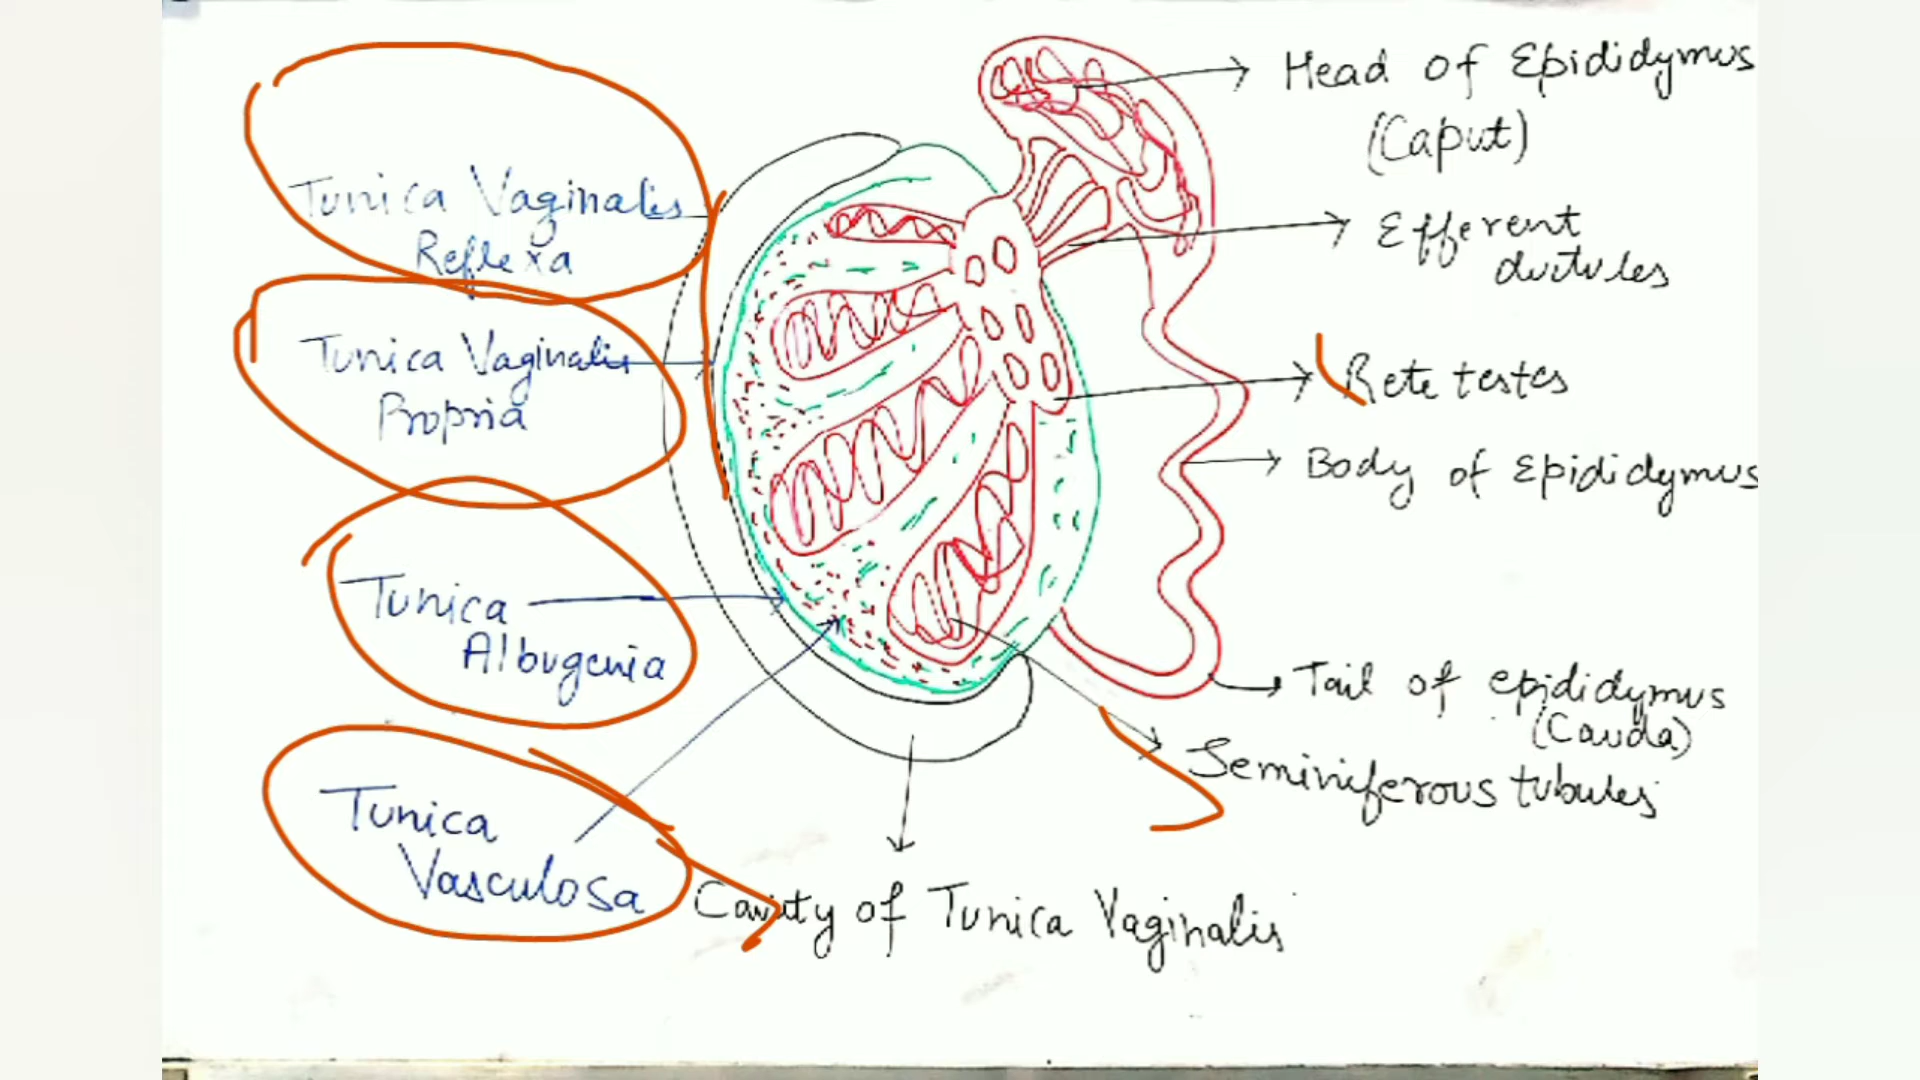 Tunica Vaginalis
Reflexa
Tunica Vaginalis
Propria
Tunica
Albugenia
Tunica
Vasculosa
Cavity of Tunica Vaginalis
Head of Epididymus
(Caput)
Efferent
ductules
Rete testes
Body of Epididymus
Tail of epididymus
(Cauda)
Seminiferous tubules